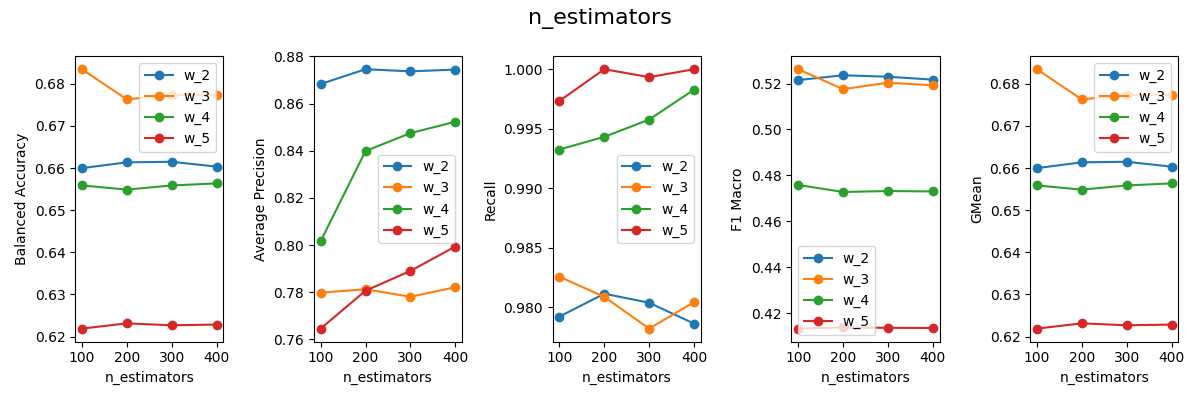 n_estimators
Balanced Accuracy
0.68
0.67
0.66
0.65
0.64
0.63
0.62
100 200 300 400
n_estimators
w_2
w_3
w_4
w_5
Average Precision
0.88
0.86
0.84
0.82
0.80
0.78
0.76
100 200 300 400
n_estimators
w_2
w_3
w_4
w_5
Recall
1.000
0.995
0.990
0.985
0.980
100 200 300 400
n_estimators
w_2
w_3
w_4
w_5
F1 Macro
0.52
0.50
0.48
0.46
0.44
0.42
100 200 300 400
n_estimators
w_2
w_3
w_4
w_5
GMean
0.68
0.67
0.66
0.65
0.64
0.63
0.62
100 200 300 400
n_estimators
w_2
w_3
w_4
w_5